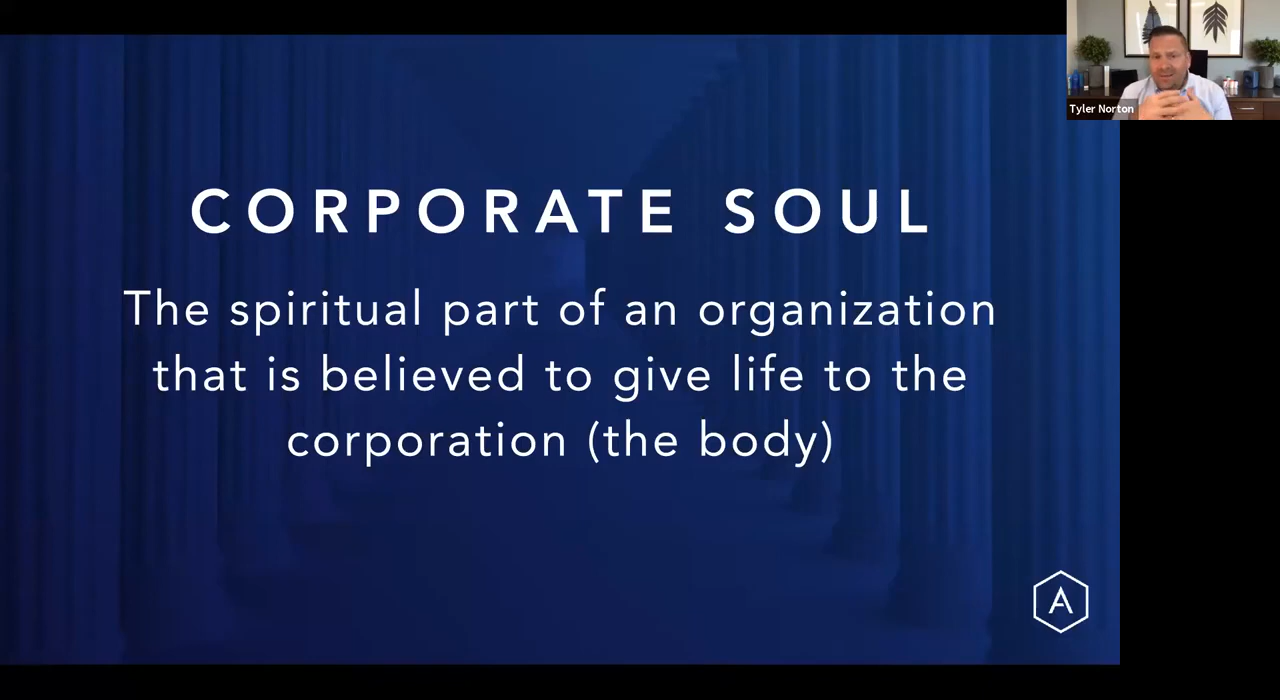 CORPORATE SOUL
The spiritual part of an organization
that is believed to give life to the
corporation (the body)
A
Tyler Norton